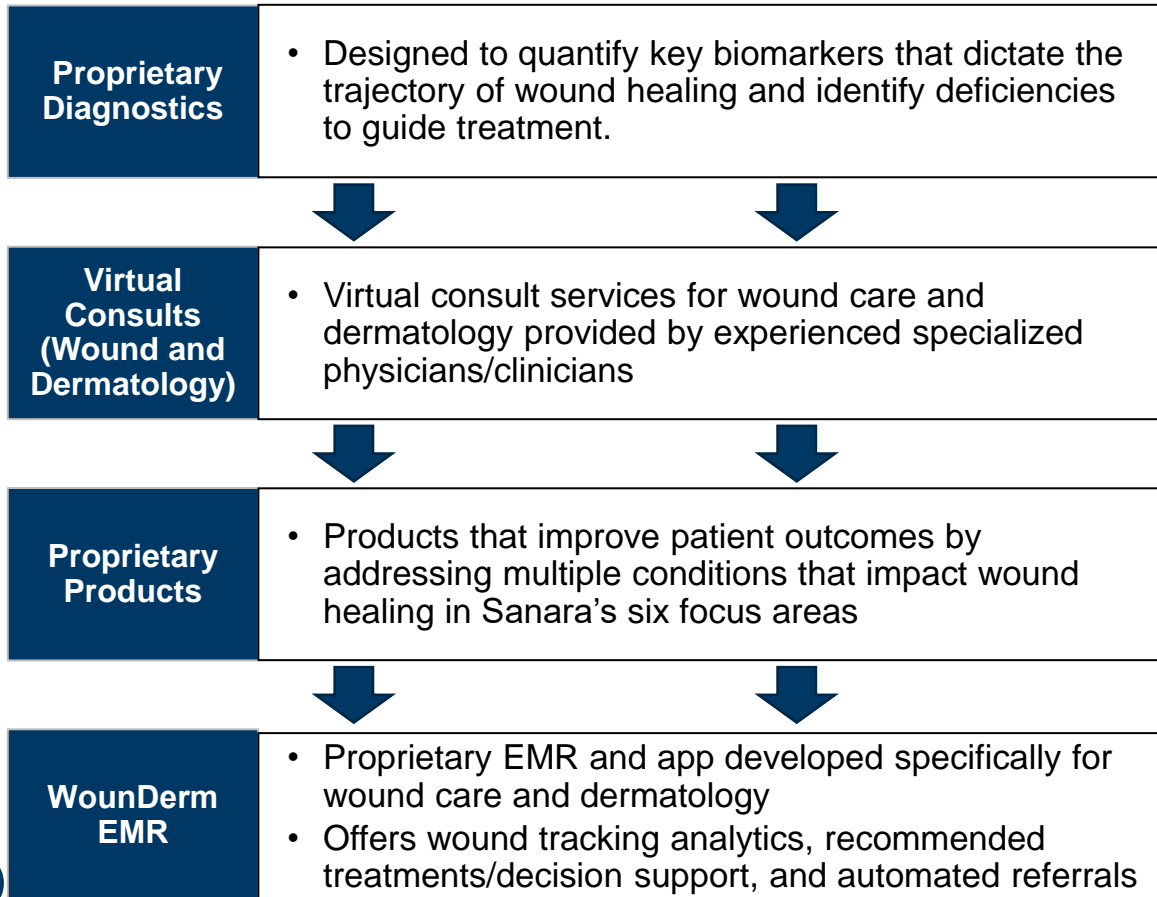 Proprietary
Diagnostics
• Designed to quantify key biomarkers that dictate the
trajectory of wound healing and identify deficiencies
to guide treatment.
Virtual
Consults
(Wound and
Dermatology)
• Virtual consult services for wound care and
dermatology provided by experienced specialized
physicians/clinicians
Proprietary
Products
• Products that improve patient outcomes by
addressing multiple conditions that impact wound
healing in Sanara’s six focus areas
WounDerm
EMR
• Proprietary EMR and app developed specifically for
wound care and dermatology
• Offers wound tracking analytics, recommended
treatments/decision support, and automated referrals